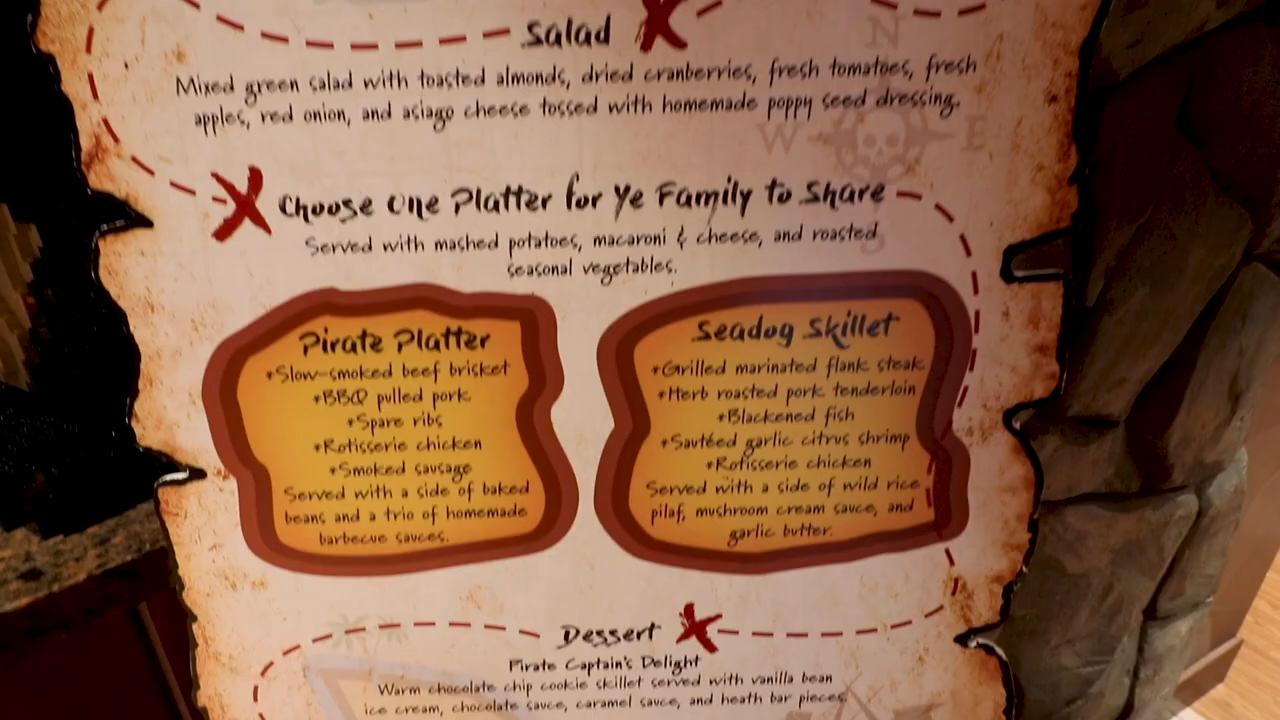 Salad
Mixed green salad with toasted almonds, dried cranberries, fresh tomatoes, fresh
apples, red onion, and asiago cheese tossed with homemade poppy seed dressing.
N
W E
S
Choose One Platter for Ye Family to Share
Served with mashed potatoes, macaroni & cheese, and roasted
seasonal vegetables.
Pirate Platter
•Slow-smoked beef brisket
•BBQ pulled pork
•Spare ribs
•Rotisserie chicken
•Smoked sausage
Served with a side of baked
beans and a trio of homemade
barbecue sauces.
Seadog Skillet
•Grilled marinated flank steak
•Herb roasted pork tenderloin
•Blackened fish
•Sautéed garlic citrus shrimp
•Rotisserie chicken
Served with a side of wild rice
pilaf, mushroom cream sauce, and
garlic butter.
Dessert
Pirate Captain's Delight
Warm chocolate chip cookie skillet served with vanilla bean
ice cream, chocolate sauce, caramel sauce, and heath bar pieces.